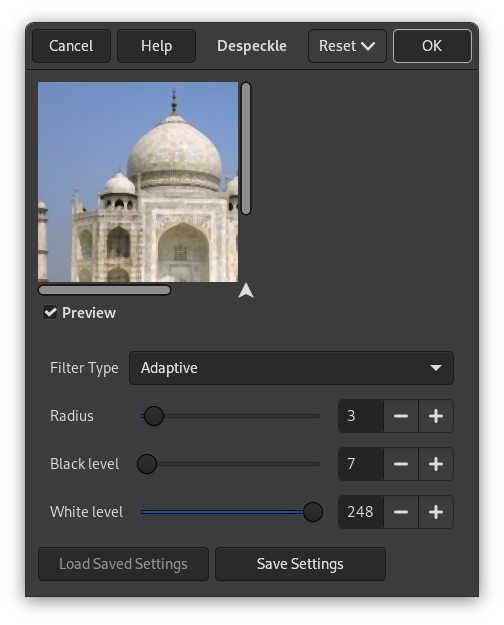 Cancel Help Despeckle Reset OK
Preview
Filter Type Adaptive
Radius 3
Black level 7
White level 248
Load Saved Settings Save Settings